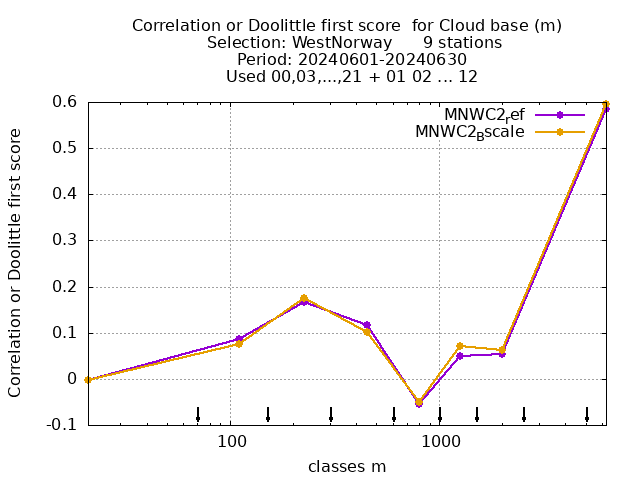 Correlation or Doolittle first score  for Cloud base (m)
Selection: WestNorway      9 stations
Period: 20240601-20240630
Used 00,03,...,21 + 01 02 ... 12
MNWC2ref
MNWC2Bscale
Correlation or Doolittle first score
0.6
0.5
0.4
0.3
0.2
0.1
0
-0.1
100
1000
classes m